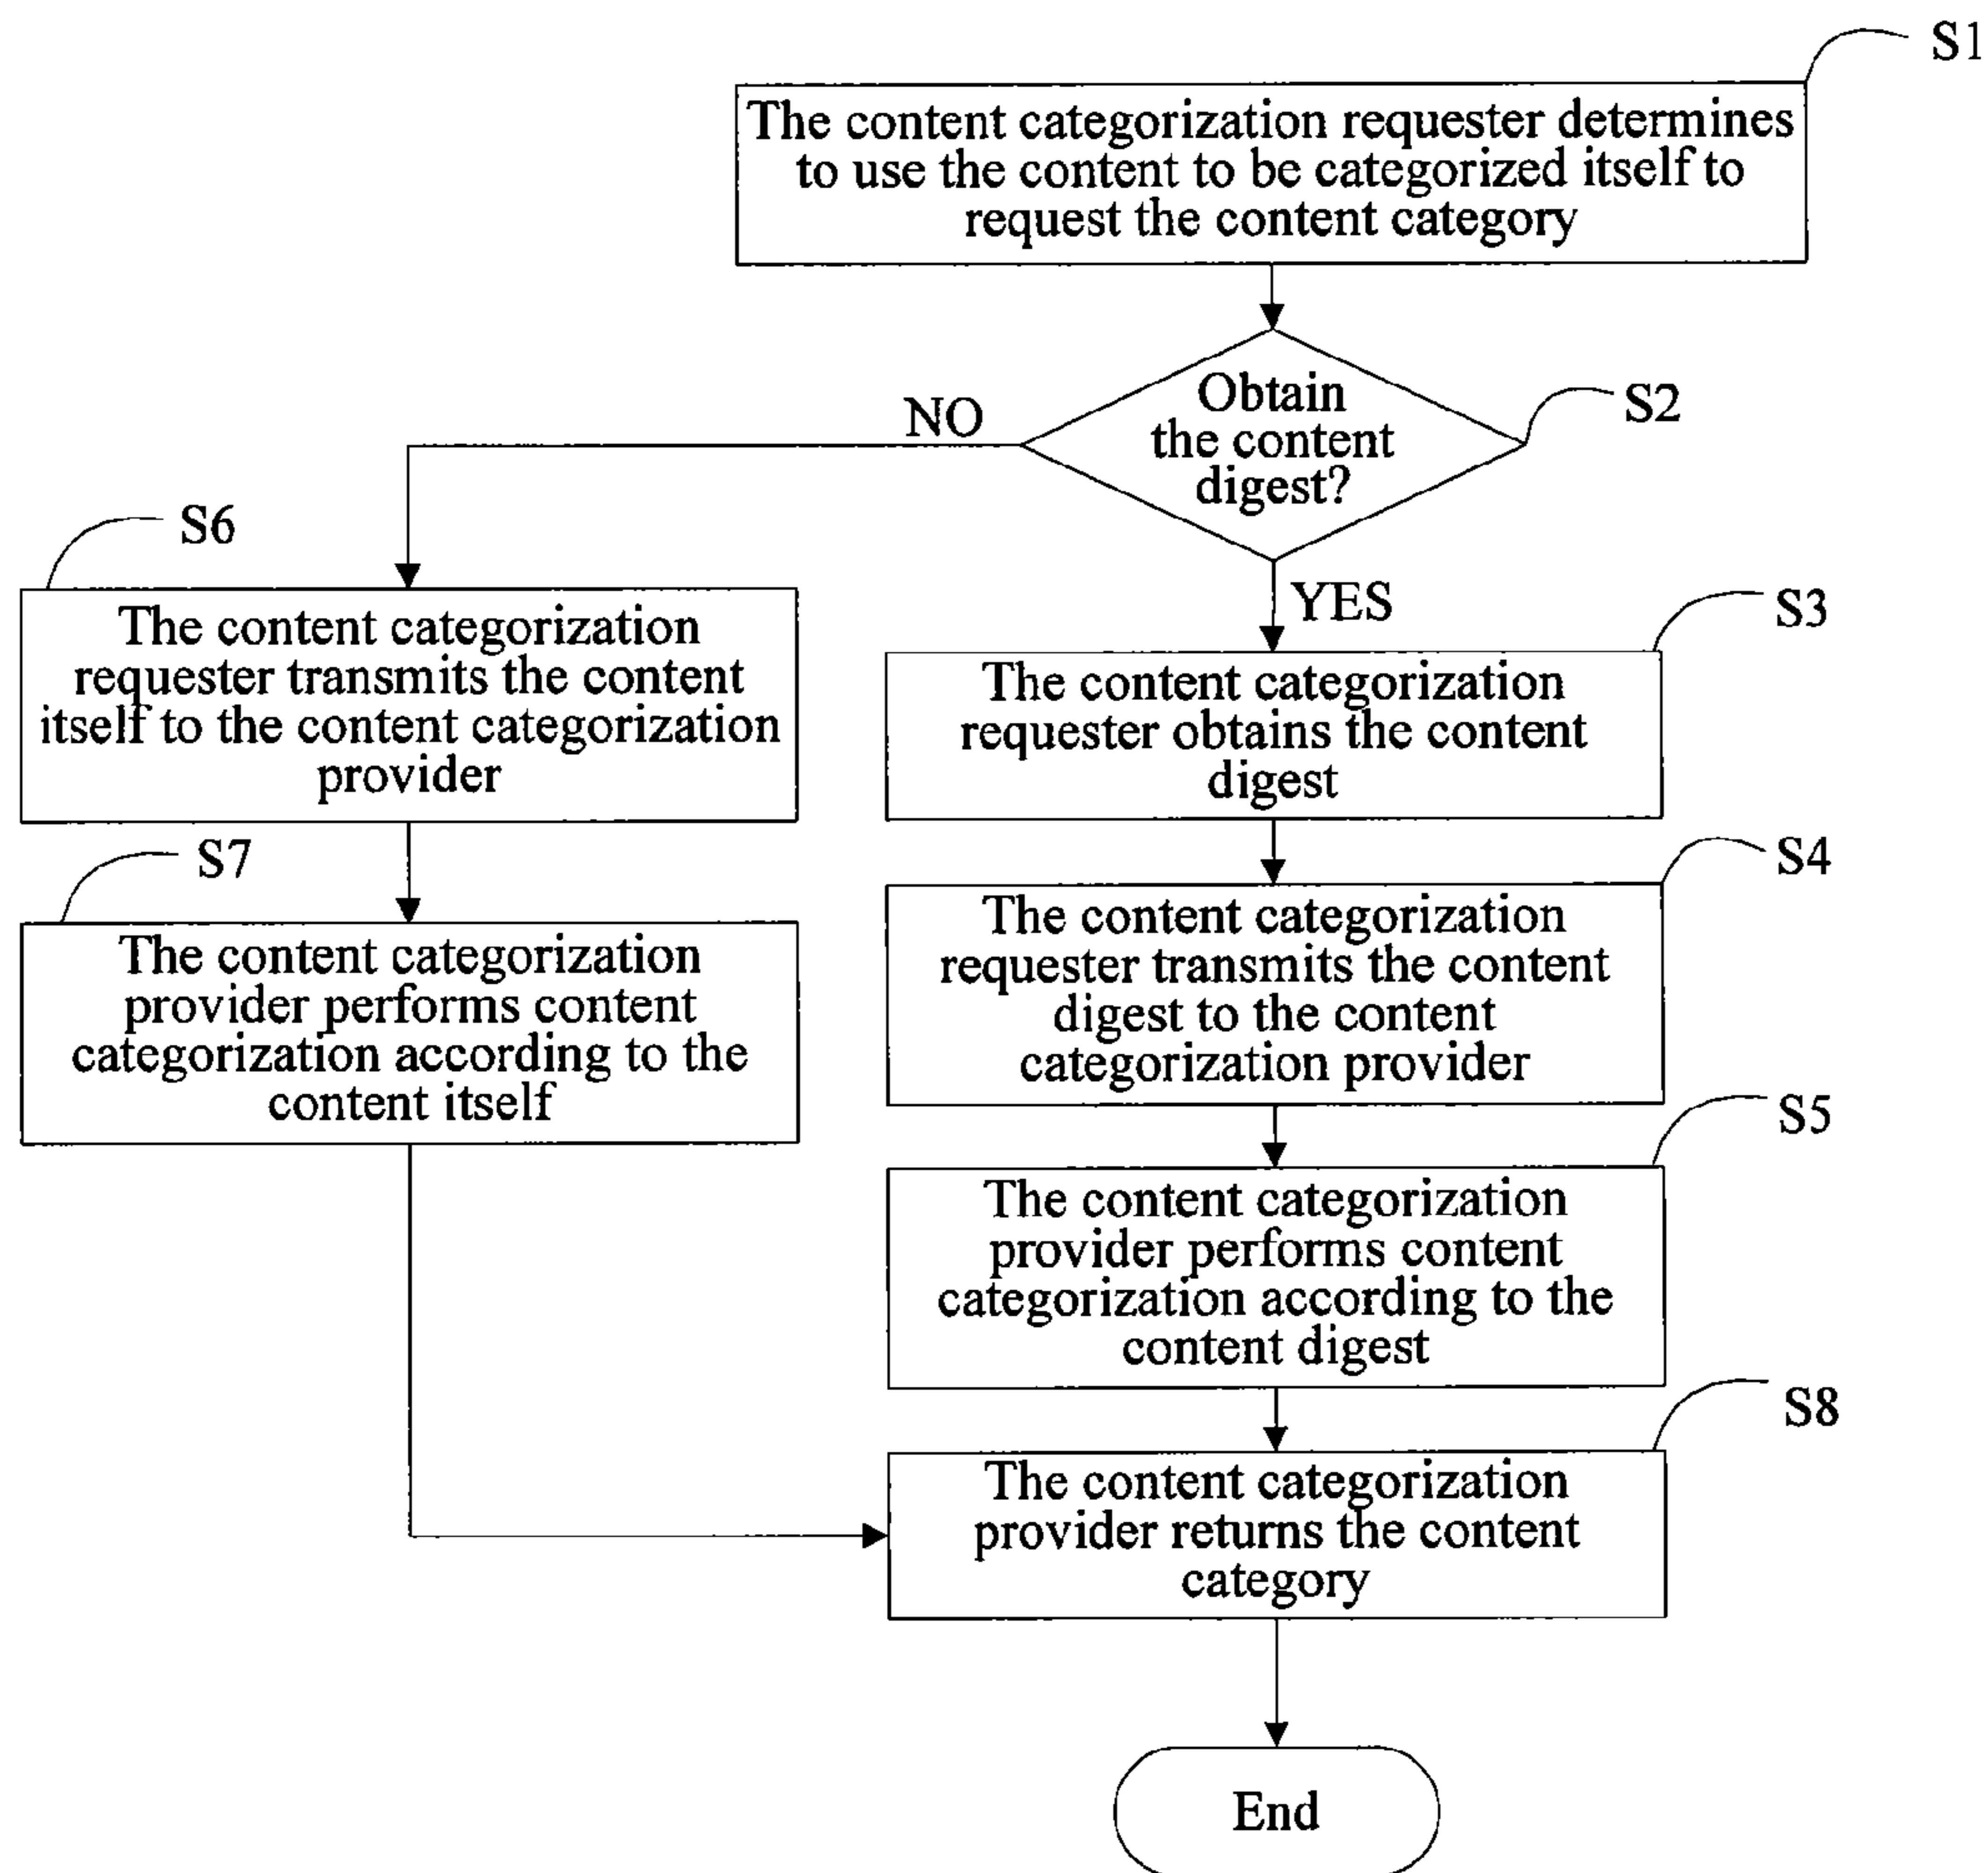 S1
The content categorization requester determines
to use the content to be categorized itself to
request the content category
Obtain
the content
digest?
S2
NO
YES
S6
The content categorization
requester transmits the content
itself to the content categorization
provider
S3
The content categorization
requester obtains the content
digest
S7
The content categorization
provider performs content
categorization according to the
content itself
S4
The content categorization
requester transmits the content
digest to the content
categorization provider
S5
The content categorization
provider performs content
categorization according to the
content digest
S8
The content categorization
provider returns the content
category
End